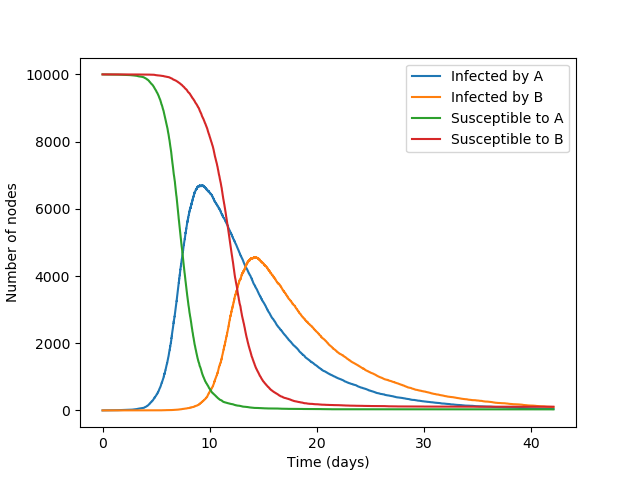 Number of nodes
10000
8000
6000
4000
2000
0
Infected by A
Infected by B
Susceptible to A
Susceptible to B
0 10 20 30 40
Time (days)